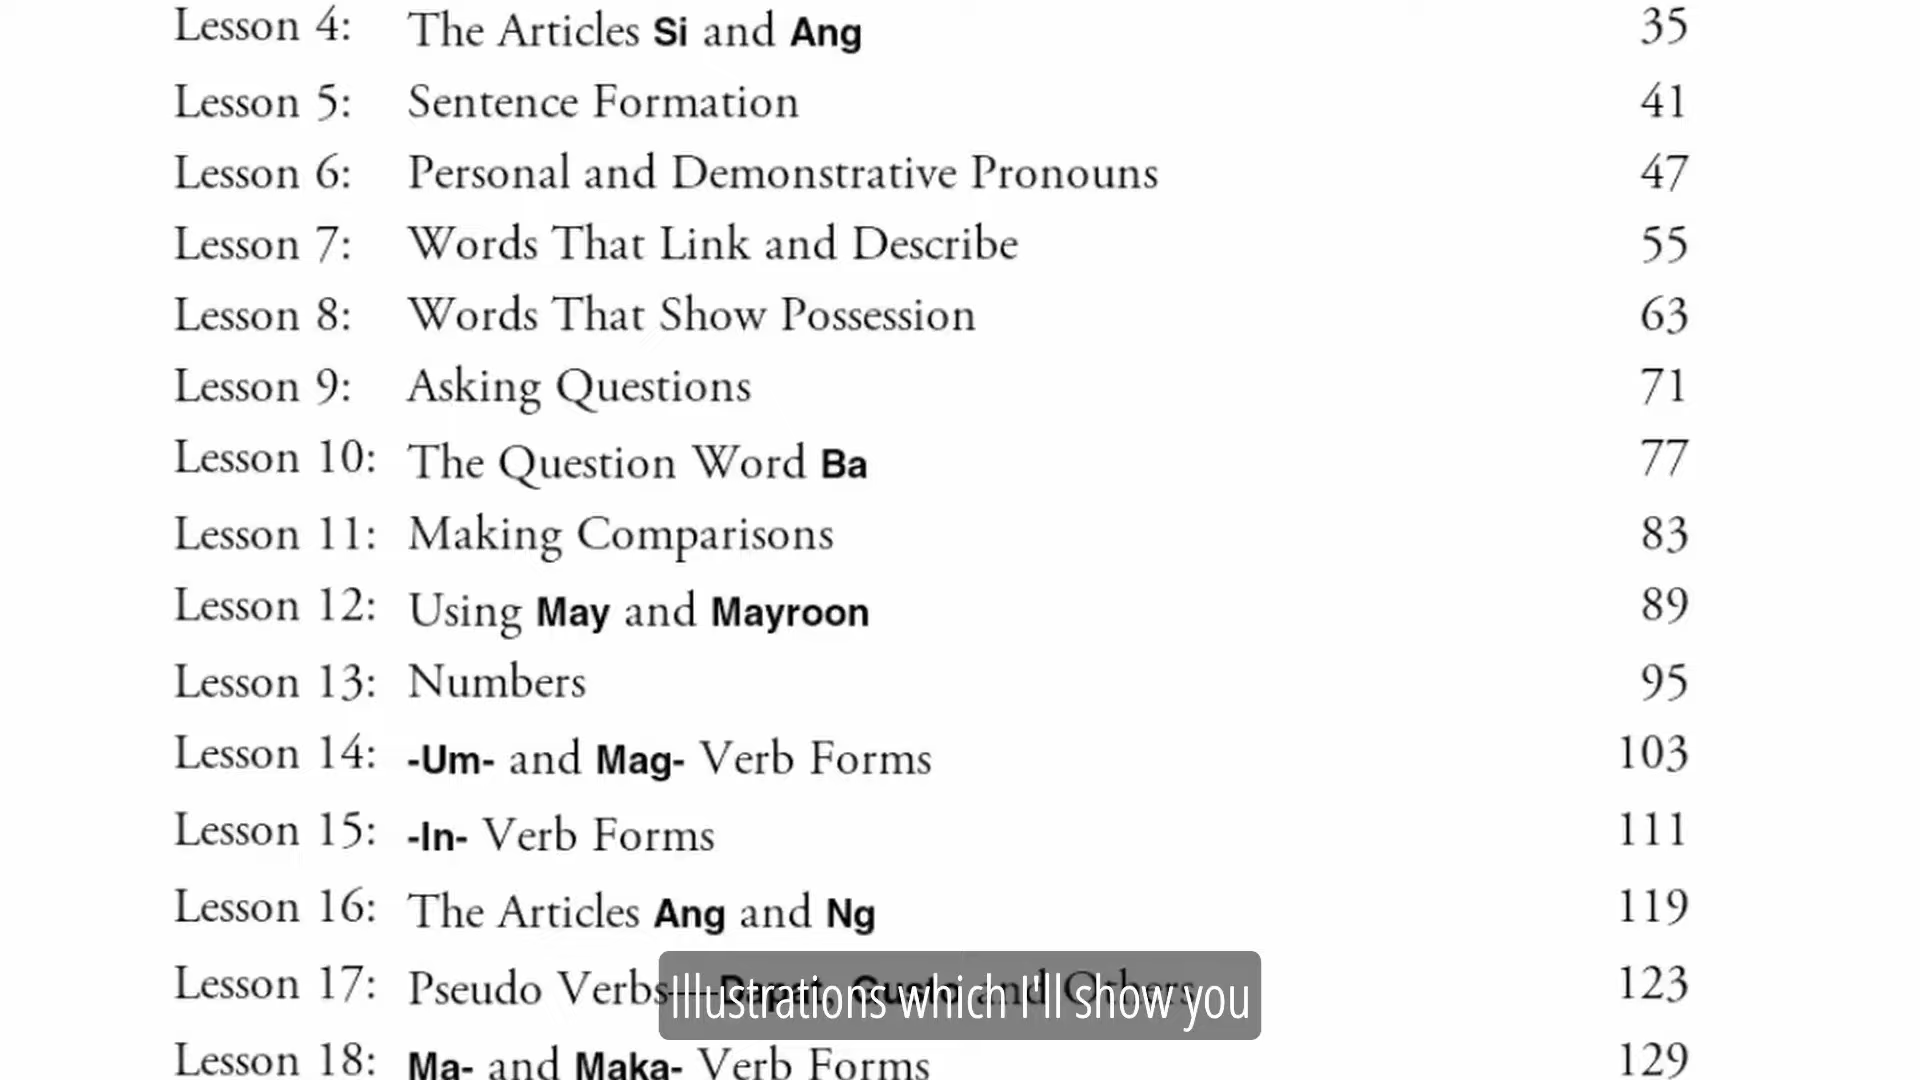 Lesson 4: The Articles Si and Ang 35
Lesson 5: Sentence Formation 41
Lesson 6: Personal and Demonstrative Pronouns 47
Lesson 7: Words That Link and Describe 55
Lesson 8: Words That Show Possession 63
Lesson 9: Asking Questions 71
Lesson 10: The Question Word Ba 77
Lesson 11: Making Comparisons 83
Lesson 12: Using May and Mayroon 89
Lesson 13: Numbers 95
Lesson 14: -Um- and Mag- Verb Forms 103
Lesson 15: -In- Verb Forms 111
Lesson 16: The Articles Ang and Ng 119
Lesson 17: Pseudo Verbs—Dapat, Gusto and Others 123
Illustrations which I'll show you
Lesson 18: Ma- and Maka- Verb Forms 129